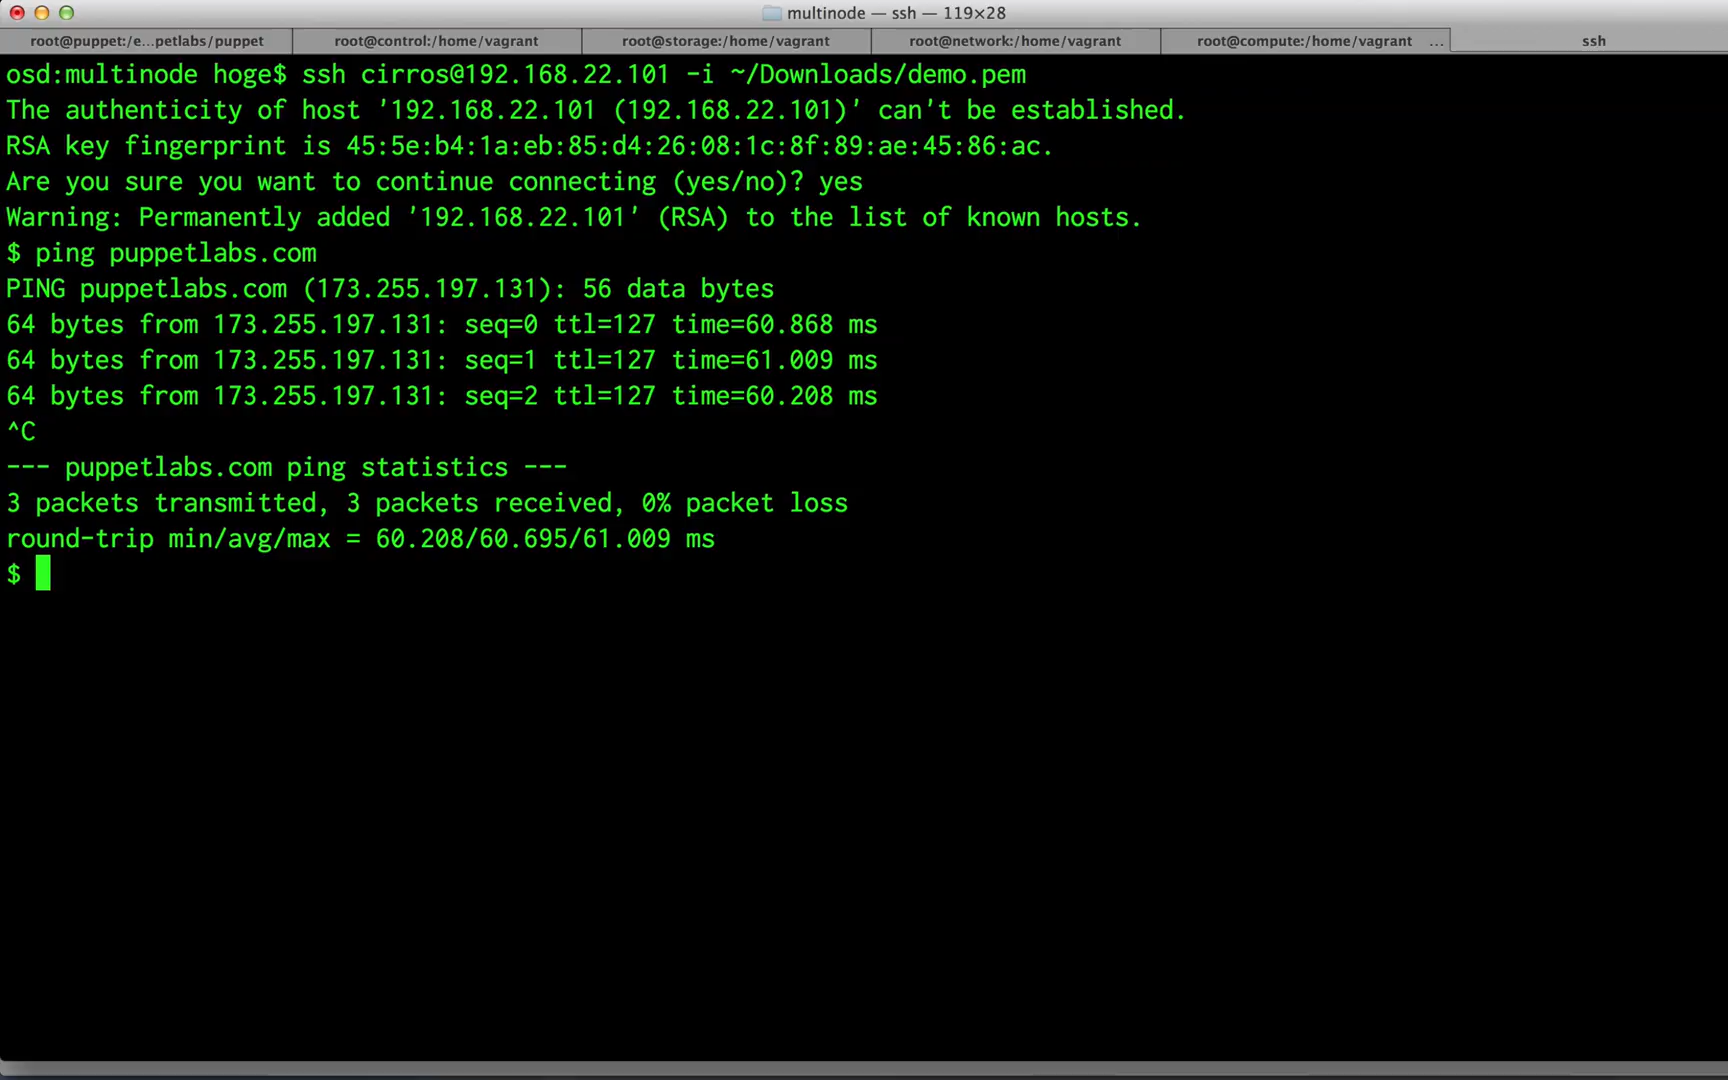 multinode — ssh — 119×28
root@puppet:/e...petlabs/puppet
root@control:/home/vagrant
root@storage:/home/vagrant
root@network:/home/vagrant
root@compute:/home/vagrant ...
ssh
osd:multinode hoge$ ssh cirros@192.168.22.101 -i ~/Downloads/demo.pem
The authenticity of host '192.168.22.101 (192.168.22.101)' can't be established.
RSA key fingerprint is 45:5e:b4:1a:eb:85:d4:26:08:1c:8f:89:ae:45:86:ac.
Are you sure you want to continue connecting (yes/no)? yes
Warning: Permanently added '192.168.22.101' (RSA) to the list of known hosts.
$ ping puppetlabs.com
PING puppetlabs.com (173.255.197.131): 56 data bytes
64 bytes from 173.255.197.131: seq=0 ttl=127 time=60.868 ms
64 bytes from 173.255.197.131: seq=1 ttl=127 time=61.009 ms
64 bytes from 173.255.197.131: seq=2 ttl=127 time=60.208 ms
^C
--- puppetlabs.com ping statistics ---
3 packets transmitted, 3 packets received, 0% packet loss
round-trip min/avg/max = 60.208/60.695/61.009 ms
$